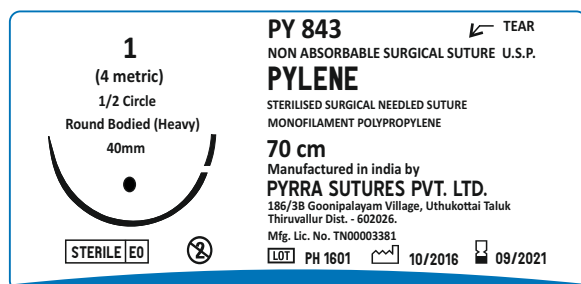 1
(4 metric)
1/2 Circle
Round Bodied (Heavy)
40mm
STERILE EO
2
PY 843
TEAR
NON ABSORBABLE SURGICAL SUTURE U.S.P.
PYLENE
STERILISED SURGICAL NEEDLED SUTURE
MONOFILAMENT POLYPROPYLENE
70 cm
Manufactured in india by
PYRRA SUTURES PVT. LTD.
186/3B Goonipalayam Village, Uthukottai Taluk
Thiruvallur Dist. - 602026.
Mfg. Lic. No. TN00003381
LOT PH 1601 10/2016 09/2021